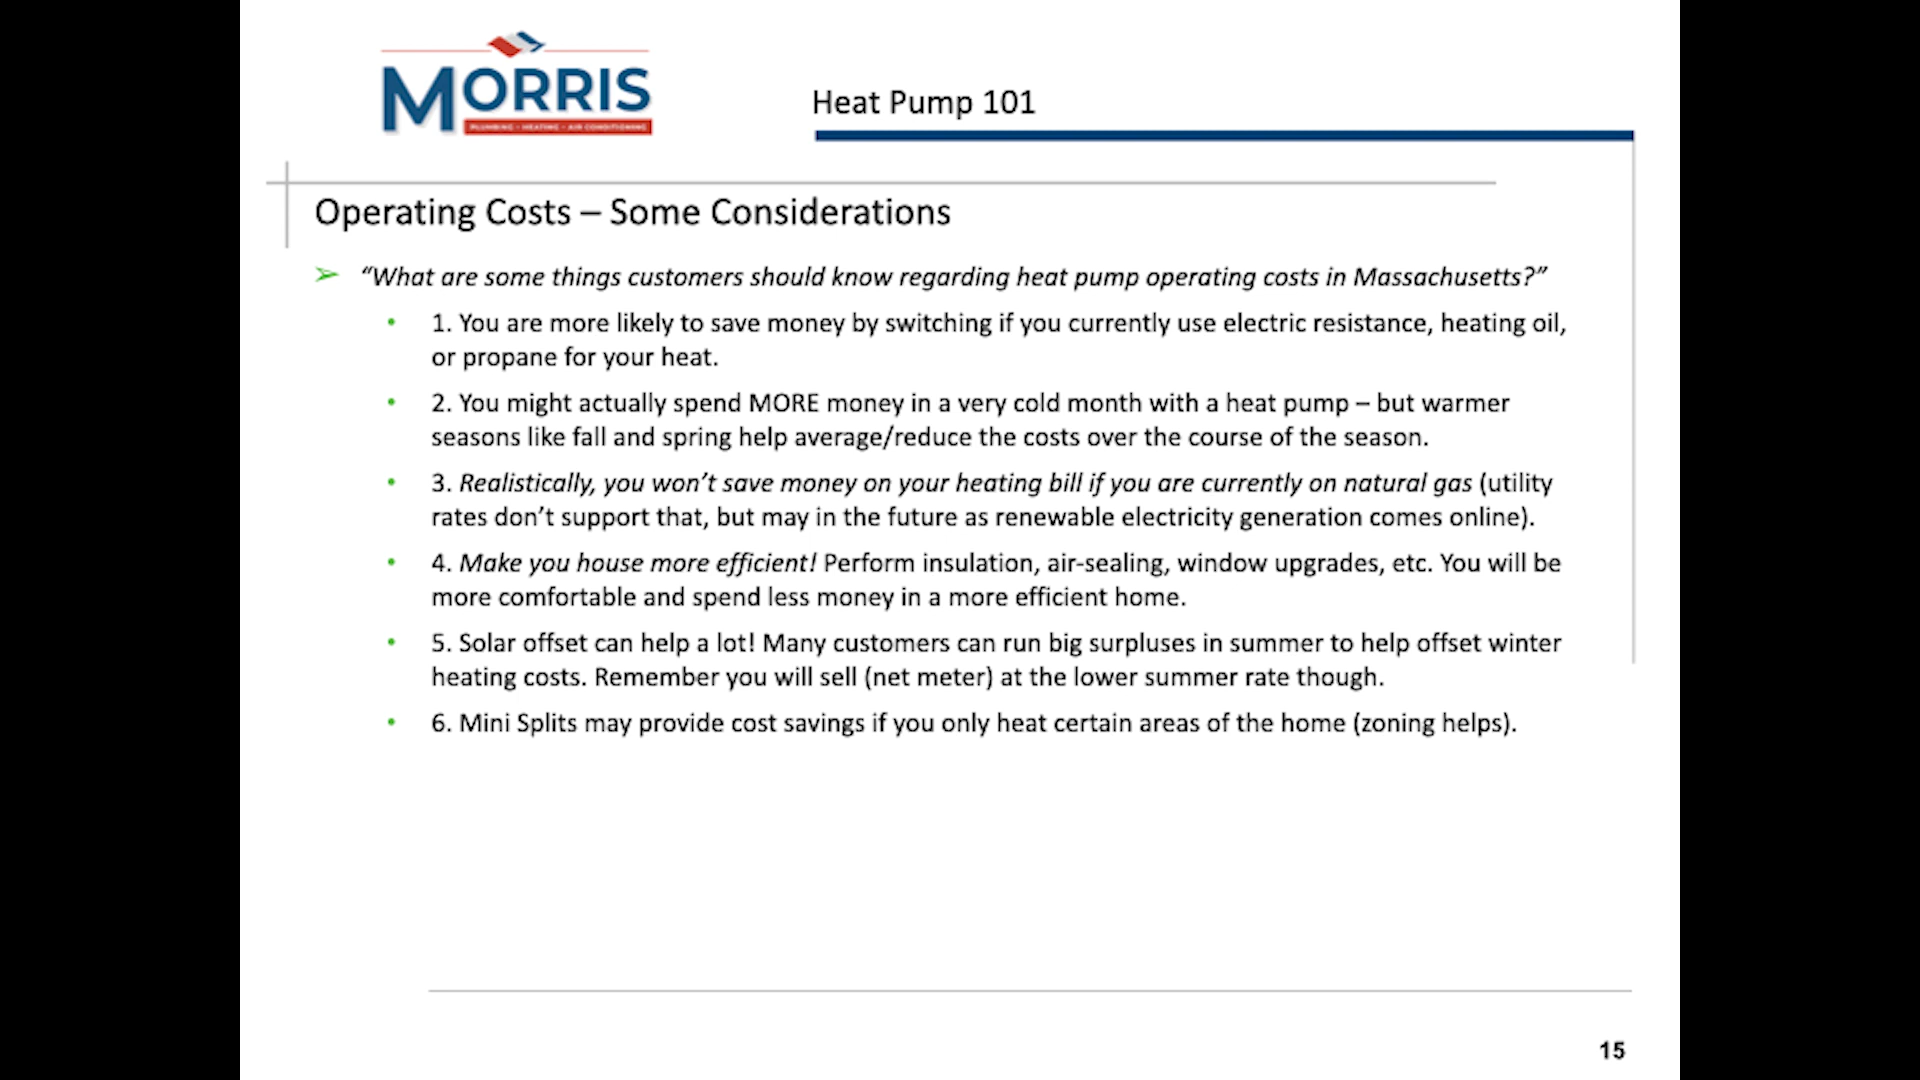 MORRIS
PLUMBING • HEATING • AIR CONDITIONING
Heat Pump 101
Operating Costs – Some Considerations
➢ “What are some things customers should know regarding heat pump operating costs in Massachusetts?”
• 1. You are more likely to save money by switching if you currently use electric resistance, heating oil,
or propane for your heat.
• 2. You might actually spend MORE money in a very cold month with a heat pump – but warmer
seasons like fall and spring help average/reduce the costs over the course of the season.
• 3. Realistically, you won’t save money on your heating bill if you are currently on natural gas (utility
rates don’t support that, but may in the future as renewable electricity generation comes online).
• 4. Make you house more efficient! Perform insulation, air-sealing, window upgrades, etc. You will be
more comfortable and spend less money in a more efficient home.
• 5. Solar offset can help a lot! Many customers can run big surpluses in summer to help offset winter
heating costs. Remember you will sell (net meter) at the lower summer rate though.
• 6. Mini Splits may provide cost savings if you only heat certain areas of the home (zoning helps).
15